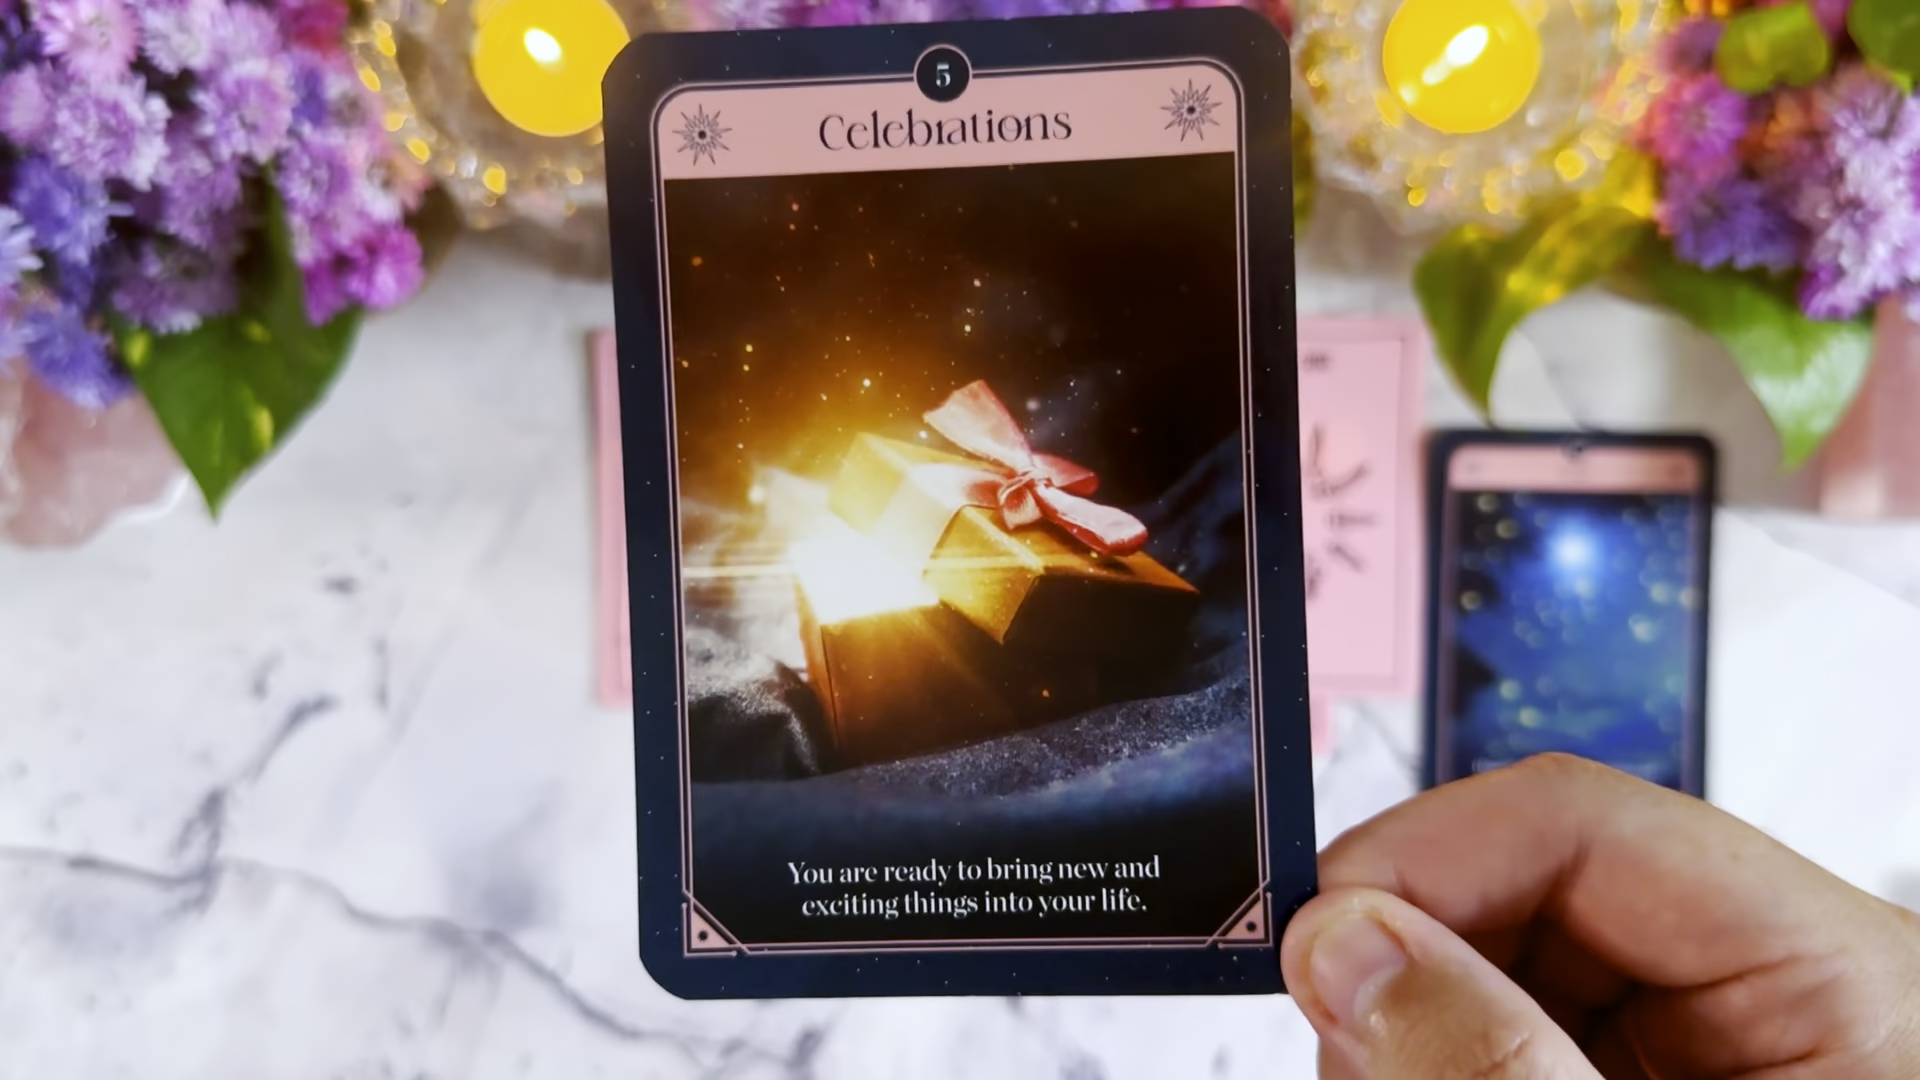 5
Celebrations
You are ready to bring new and
exciting things into your life.